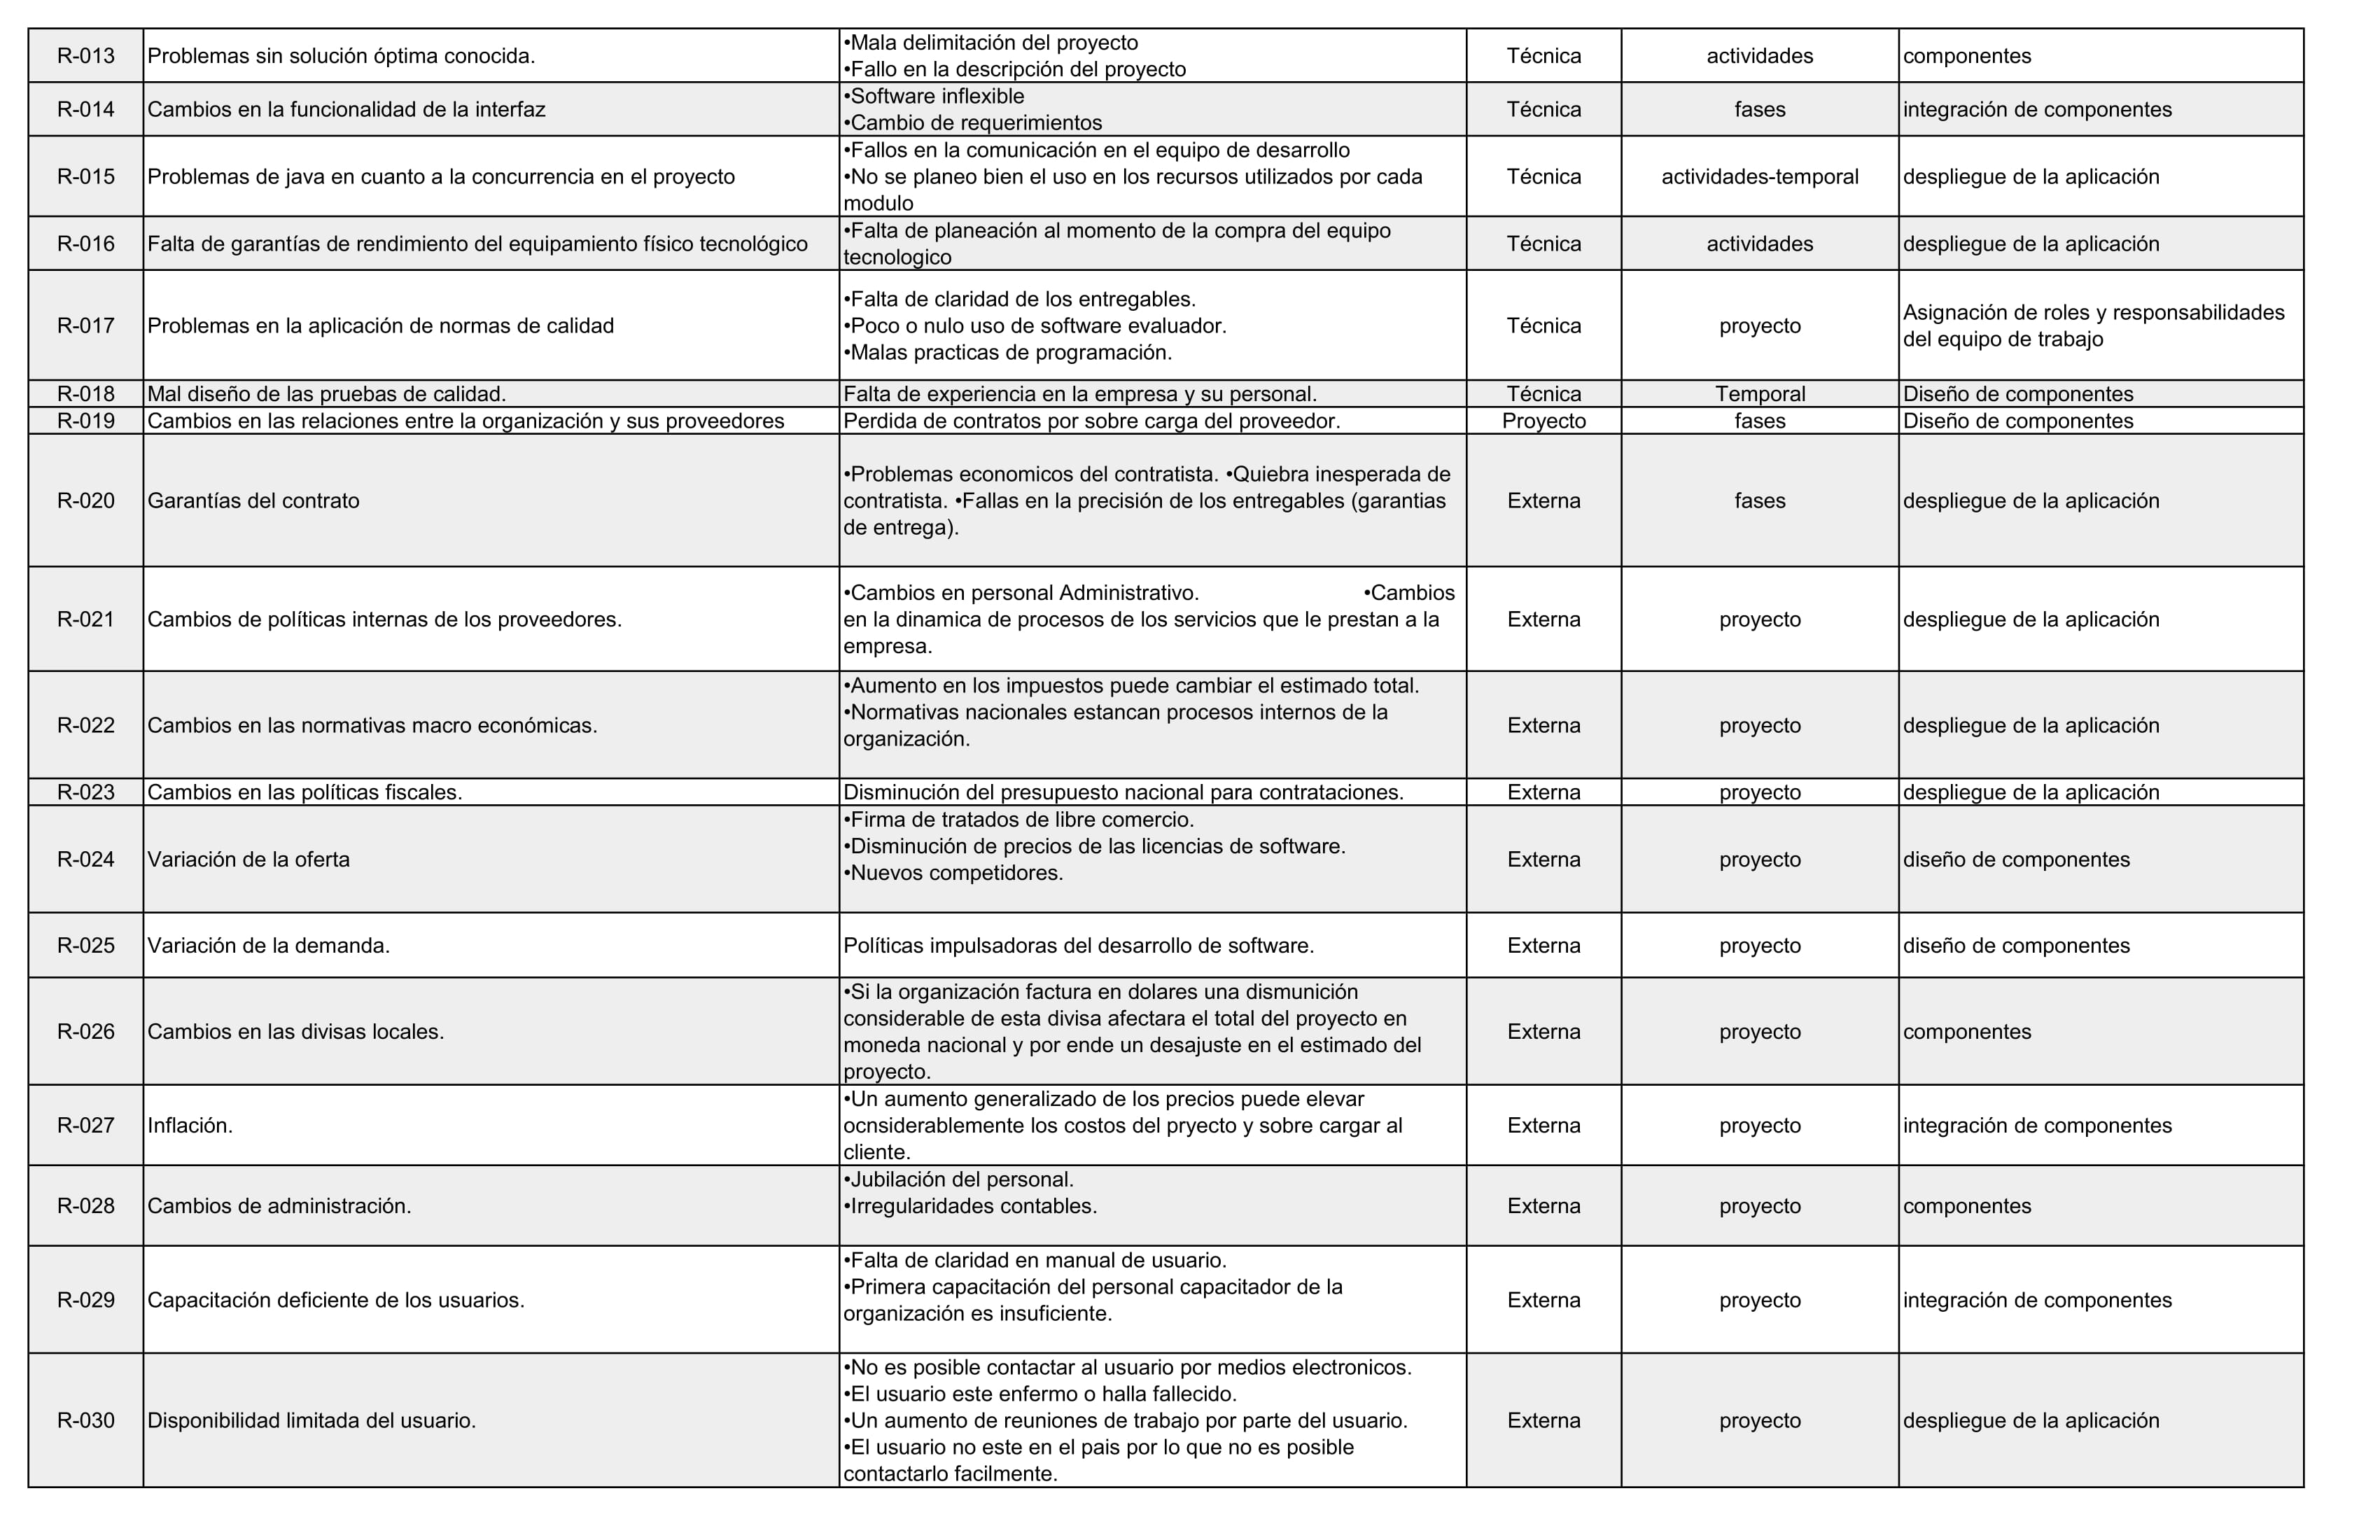 R-013 Problemas sin solución óptima conocida. •Mala delimitación del proyecto
•Fallo en la descripción del proyecto Técnica actividades componentes
R-014 Cambios en la funcionalidad de la interfaz •Software inflexible
•Cambio de requerimientos Técnica fases integración de componentes
R-015 Problemas de java en cuanto a la concurrencia en el proyecto •Fallos en la comunicación en el equipo de desarrollo
•No se planeo bien el uso en los recursos utilizados por cada
modulo Técnica actividades-temporal despliegue de la aplicación
R-016 Falta de garantías de rendimiento del equipamiento físico tecnológico •Falta de planeación al momento de la compra del equipo
tecnologico Técnica actividades despliegue de la aplicación
R-017 Problemas en la aplicación de normas de calidad •Falta de claridad de los entregables.
•Poco o nulo uso de software evaluador.
•Malas practicas de programación. Técnica proyecto Asignación de roles y responsabilidades
del equipo de trabajo
R-018 Mal diseño de las pruebas de calidad. Falta de experiencia en la empresa y su personal. Técnica Temporal Diseño de componentes
R-019 Cambios en las relaciones entre la organización y sus proveedores Perdida de contratos por sobre carga del proveedor. Proyecto fases Diseño de componentes
R-020 Garantías del contrato •Problemas economicos del contratista. •Quiebra inesperada de
contratista. •Fallas en la precisión de los entregables (garantias
de entrega). Externa fases despliegue de la aplicación
R-021 Cambios de políticas internas de los proveedores. •Cambios en personal Administrativo. •Cambios
en la dinamica de procesos de los servicios que le prestan a la
empresa. Externa proyecto despliegue de la aplicación
R-022 Cambios en las normativas macro económicas. •Aumento en los impuestos puede cambiar el estimado total.
•Normativas nacionales estancan procesos internos de la
organización. Externa proyecto despliegue de la aplicación
R-023 Cambios en las políticas fiscales. Disminución del presupuesto nacional para contrataciones. Externa proyecto despliegue de la aplicación
R-024 Variación de la oferta •Firma de tratados de libre comercio.
•Disminución de precios de las licencias de software.
•Nuevos competidores. Externa proyecto diseño de componentes
R-025 Variación de la demanda. Políticas impulsadoras del desarrollo de software. Externa proyecto diseño de componentes
R-026 Cambios en las divisas locales. •Si la organización factura en dolares una dismunición
considerable de esta divisa afectara el total del proyecto en
moneda nacional y por ende un desajuste en el estimado del
proyecto. Externa proyecto componentes
R-027 Inflación. •Un aumento generalizado de los precios puede elevar
ocnsiderablemente los costos del pryecto y sobre cargar al
cliente. Externa proyecto integración de componentes
R-028 Cambios de administración. •Jubilación del personal.
•Irregularidades contables. Externa proyecto componentes
R-029 Capacitación deficiente de los usuarios. •Falta de claridad en manual de usuario.
•Primera capacitación del personal capacitador de la
organización es insuficiente. Externa proyecto integración de componentes
R-030 Disponibilidad limitada del usuario. •No es posible contactar al usuario por medios electronicos.
•El usuario este enfermo o halla fallecido.
•Un aumento de reuniones de trabajo por parte del usuario.
•El usuario no este en el pais por lo que no es posible
contactarlo facilmente. Externa proyecto despliegue de la aplicación